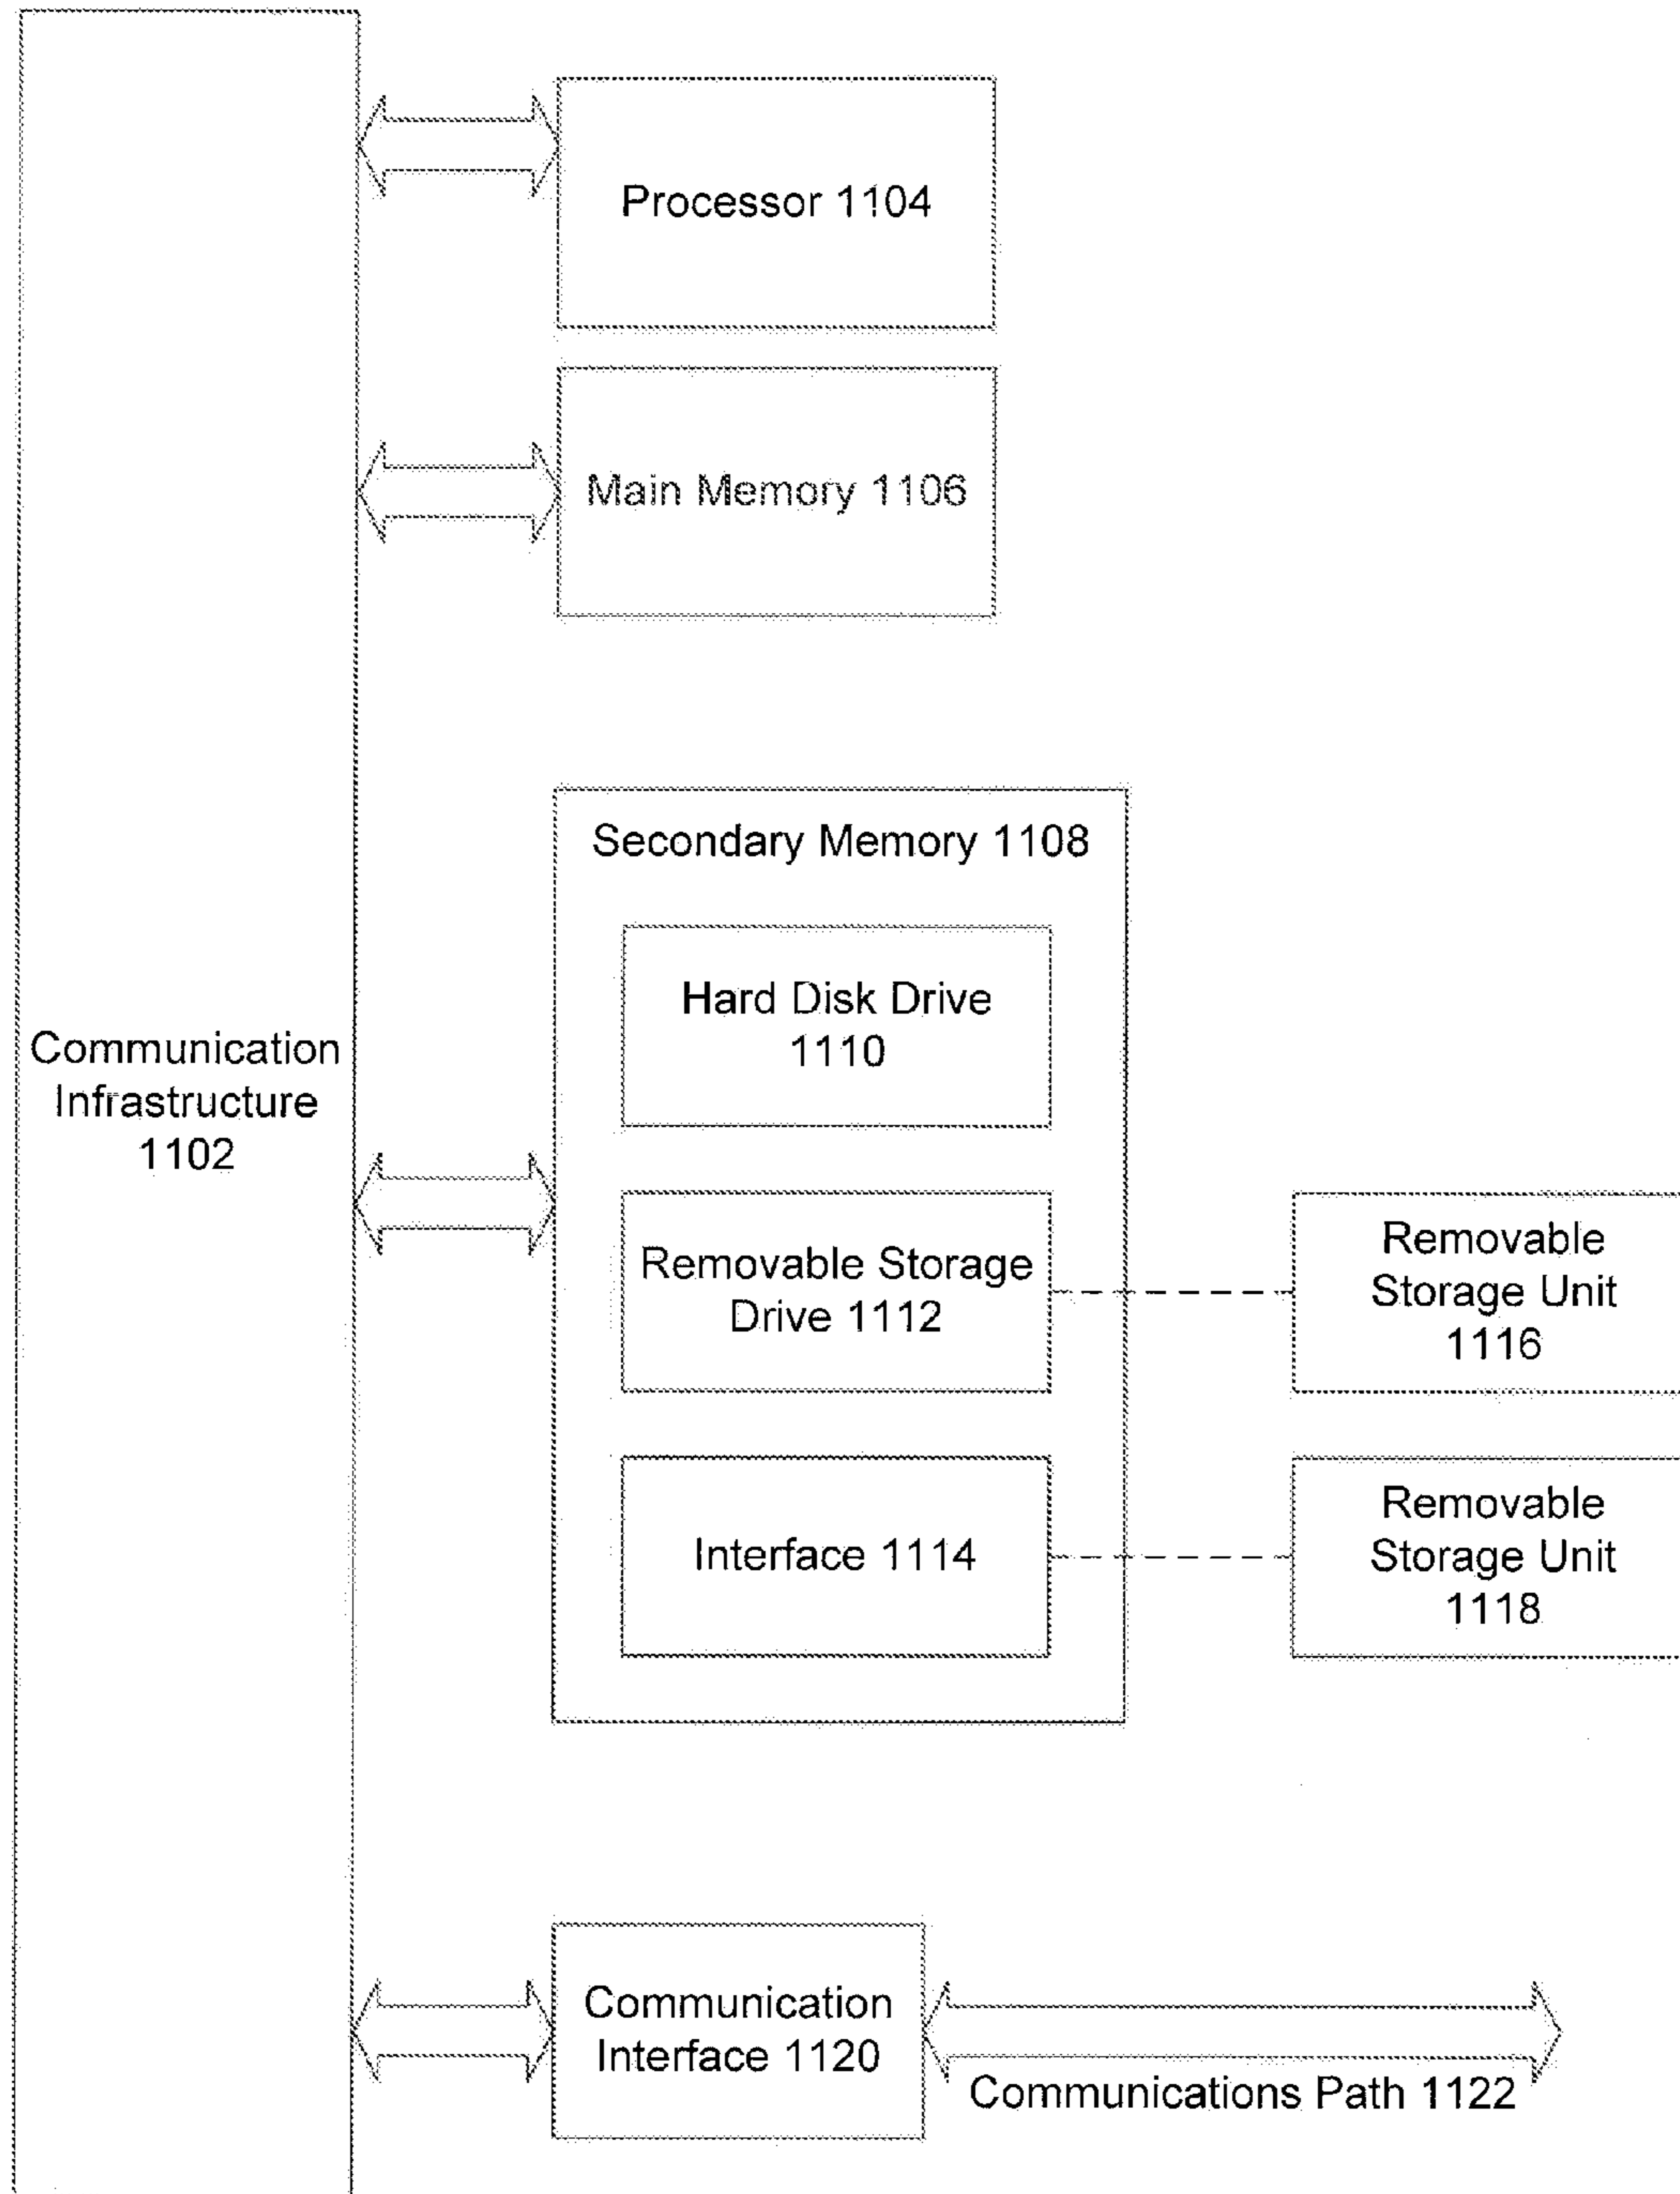 Processor 1104
Main Memory 1106
Secondary Memory 1108
Hard Disk Drive
1110
Communication
Infrastructure
1102
Removable Storage
Drive 1112
Removable
Storage Unit
1116
Interface 1114
Removable
Storage Unit
1118
Communication
Interface 1120
Communications Path 1122